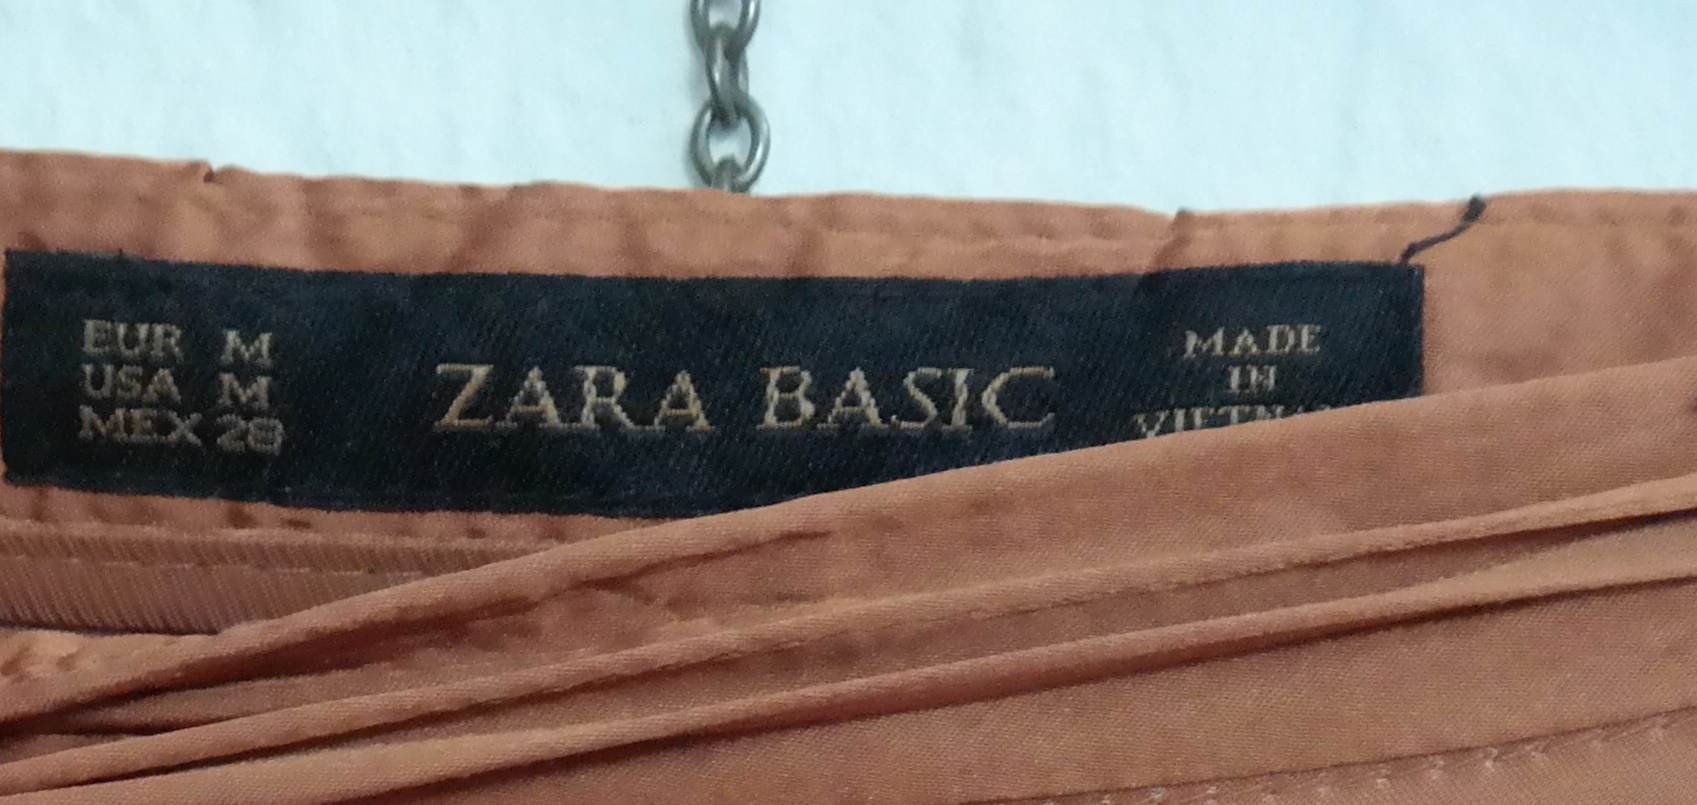 EUR M
USA M
MEX 28
ZARA BASIC
MADE
IN